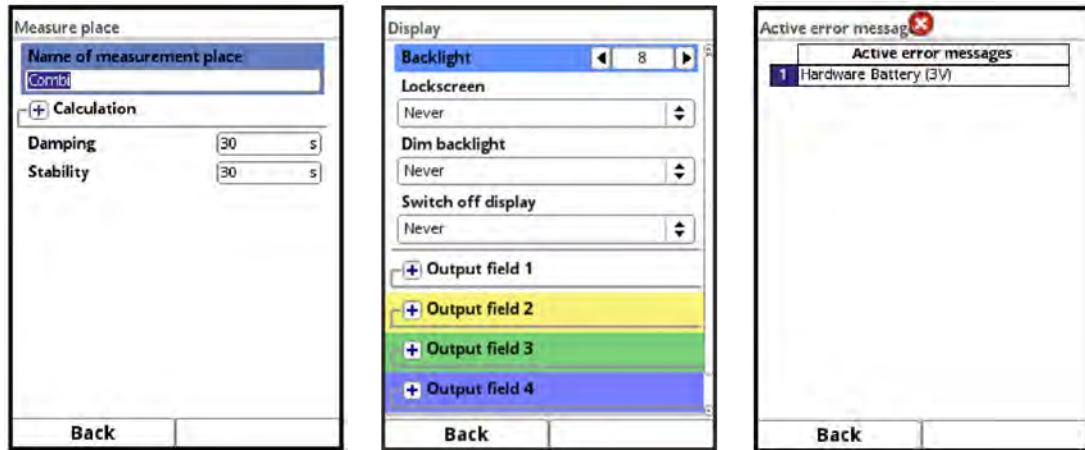 Measure place
Name of measurement place
Combi
+ Calculation
Damping 30 s
Stability 30 s
Back
Display
Backlight 8
Lockscreen
Never
Dim backlight
Never
Switch off display
Never
+ Output field 1
+ Output field 2
+ Output field 3
+ Output field 4
Back
Active error messag
Active error messages
1 Hardware Battery (3V)
Back